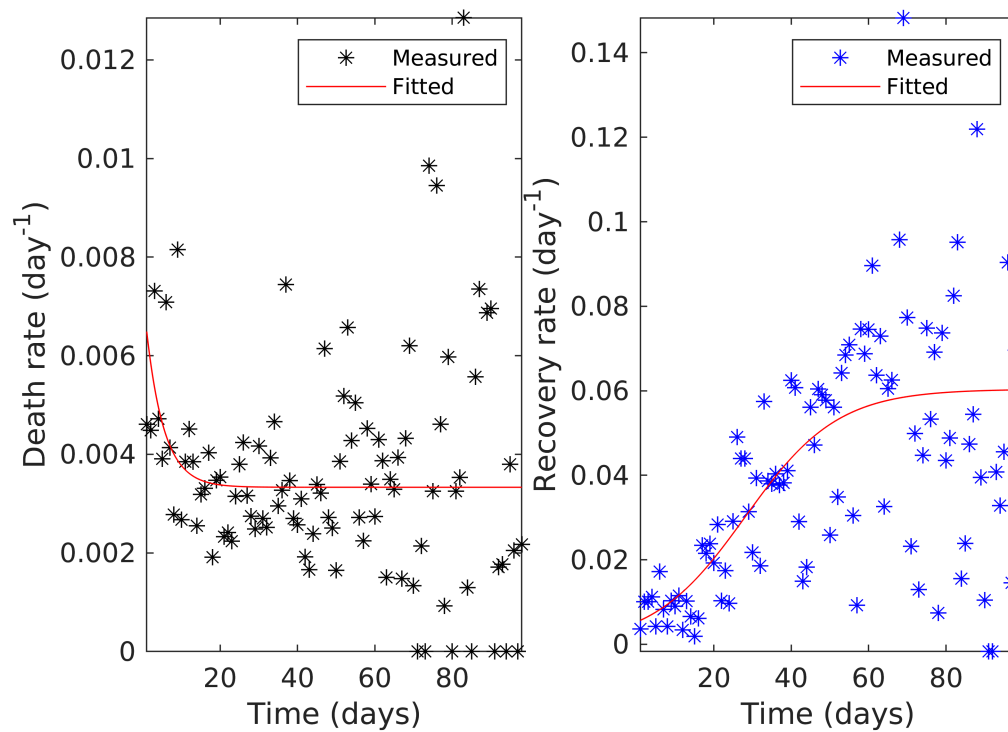 0.012
0.01
0.008
0.006
0.004
0.002
0
Death rate (day⁻¹)
Measured
Fitted
20
40
60
80
Time (days)
0.14
0.12
0.1
0.08
0.06
0.04
0.02
0
Recovery rate (day⁻¹)
Measured
Fitted
20
40
60
80
Time (days)